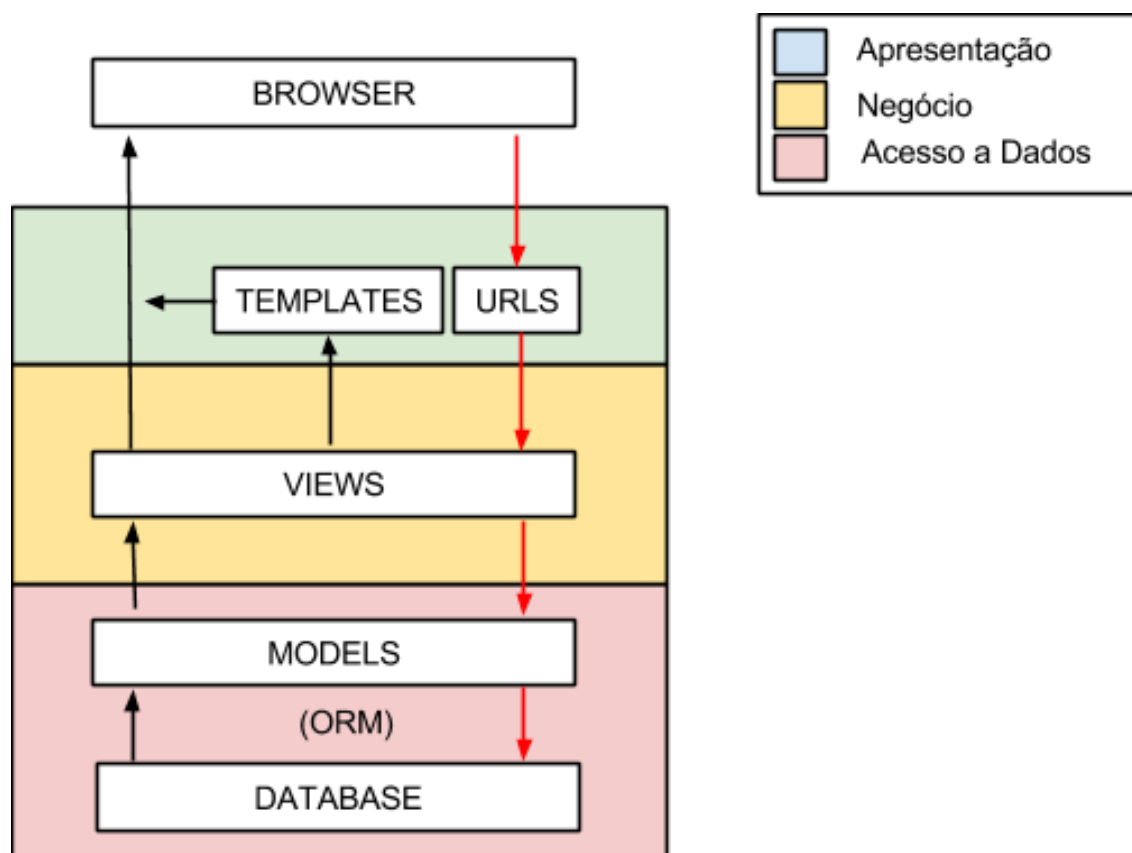 BROWSER
Apresentação
Negócio
Acesso a Dados
TEMPLATES
URLS
VIEWS
MODELS
(ORM)
DATABASE